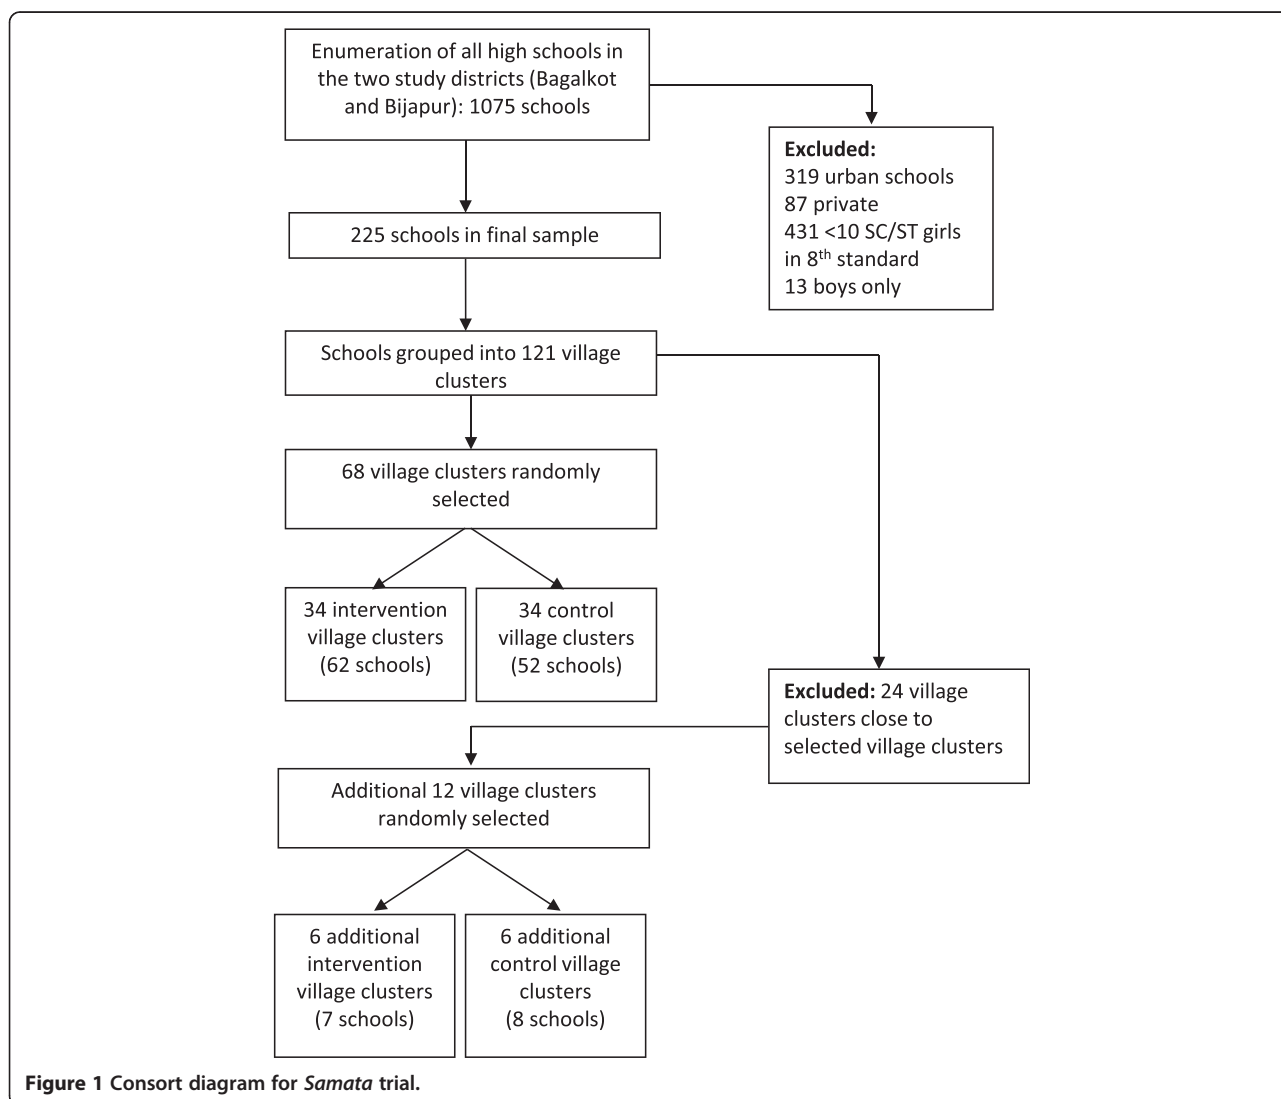 Enumeration of all high schools in
the two study districts (Bagalkot
and Bijapur): 1075 schools
Excluded:
319 urban schools
87 private
431 <10 SC/ST girls
in 8th standard
13 boys only
225 schools in final sample
Schools grouped into 121 village
clusters
68 village clusters randomly
selected
34 intervention
village clusters
(62 schools)
34 control
village clusters
(52 schools)
Excluded: 24 village
clusters close to
selected village clusters
Additional 12 village clusters
randomly selected
6 additional
intervention
village clusters
(7 schools)
6 additional
control village
clusters
(8 schools)
Figure 1 Consort diagram for Samata trial.